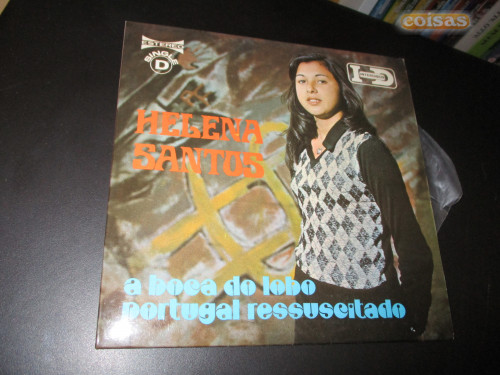 coisas
STEREO
SINGLE
D
HELENA
SANTOS
a boca do lobo
portugal ressuscitado